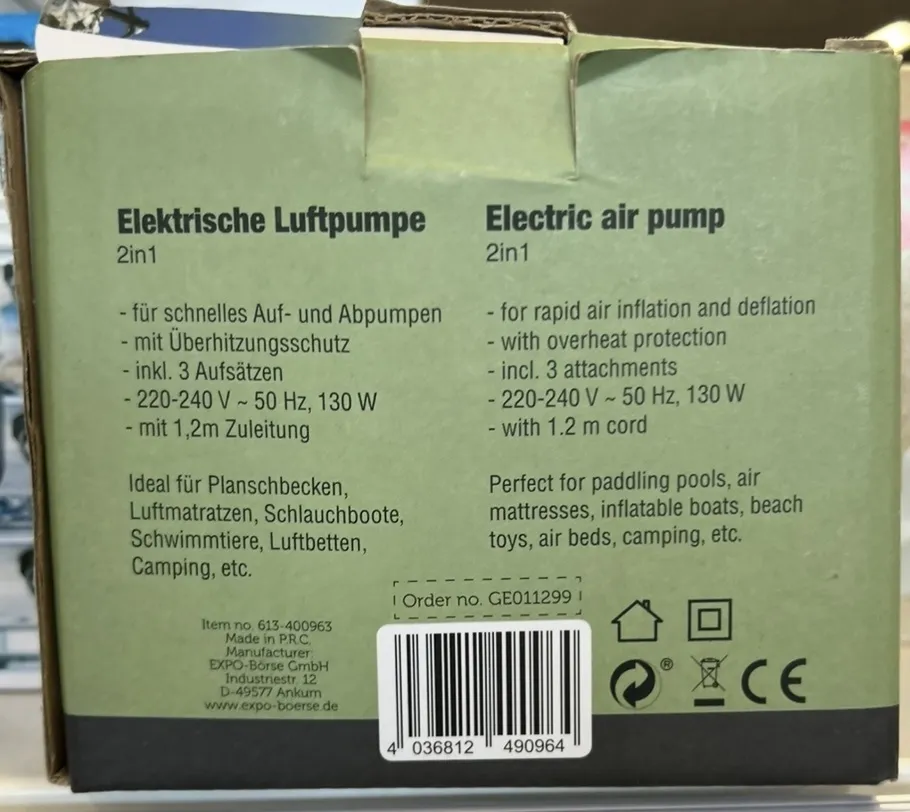 Elektrische Luftpumpe
2in1
- für schnelles Auf- und Abpumpen
- mit Überhitzungsschutz
- inkl. 3 Aufsätzen
- 220-240 V ~ 50 Hz, 130 W
- mit 1,2m Zuleitung
Ideal für Planschbecken,
Luftmatratzen, Schlauchboote,
Schwimmtiere, Luftbetten,
Camping, etc.
Electric air pump
2in1
- for rapid air inflation and deflation
- with overheat protection
- incl. 3 attachments
- 220-240 V ~ 50 Hz, 130 W
- with 1.2 m cord
Perfect for paddling pools, air
mattresses, inflatable boats, beach
toys, air beds, camping, etc.
Order no. GE011299
Item no. 613-400963
Made in P.R.C.
Manufacturer:
EXPO-Börse GmbH
Industriestr. 12
D-49577 Ankum
www.expo-boerse.de
4 036812 490964
®
CE